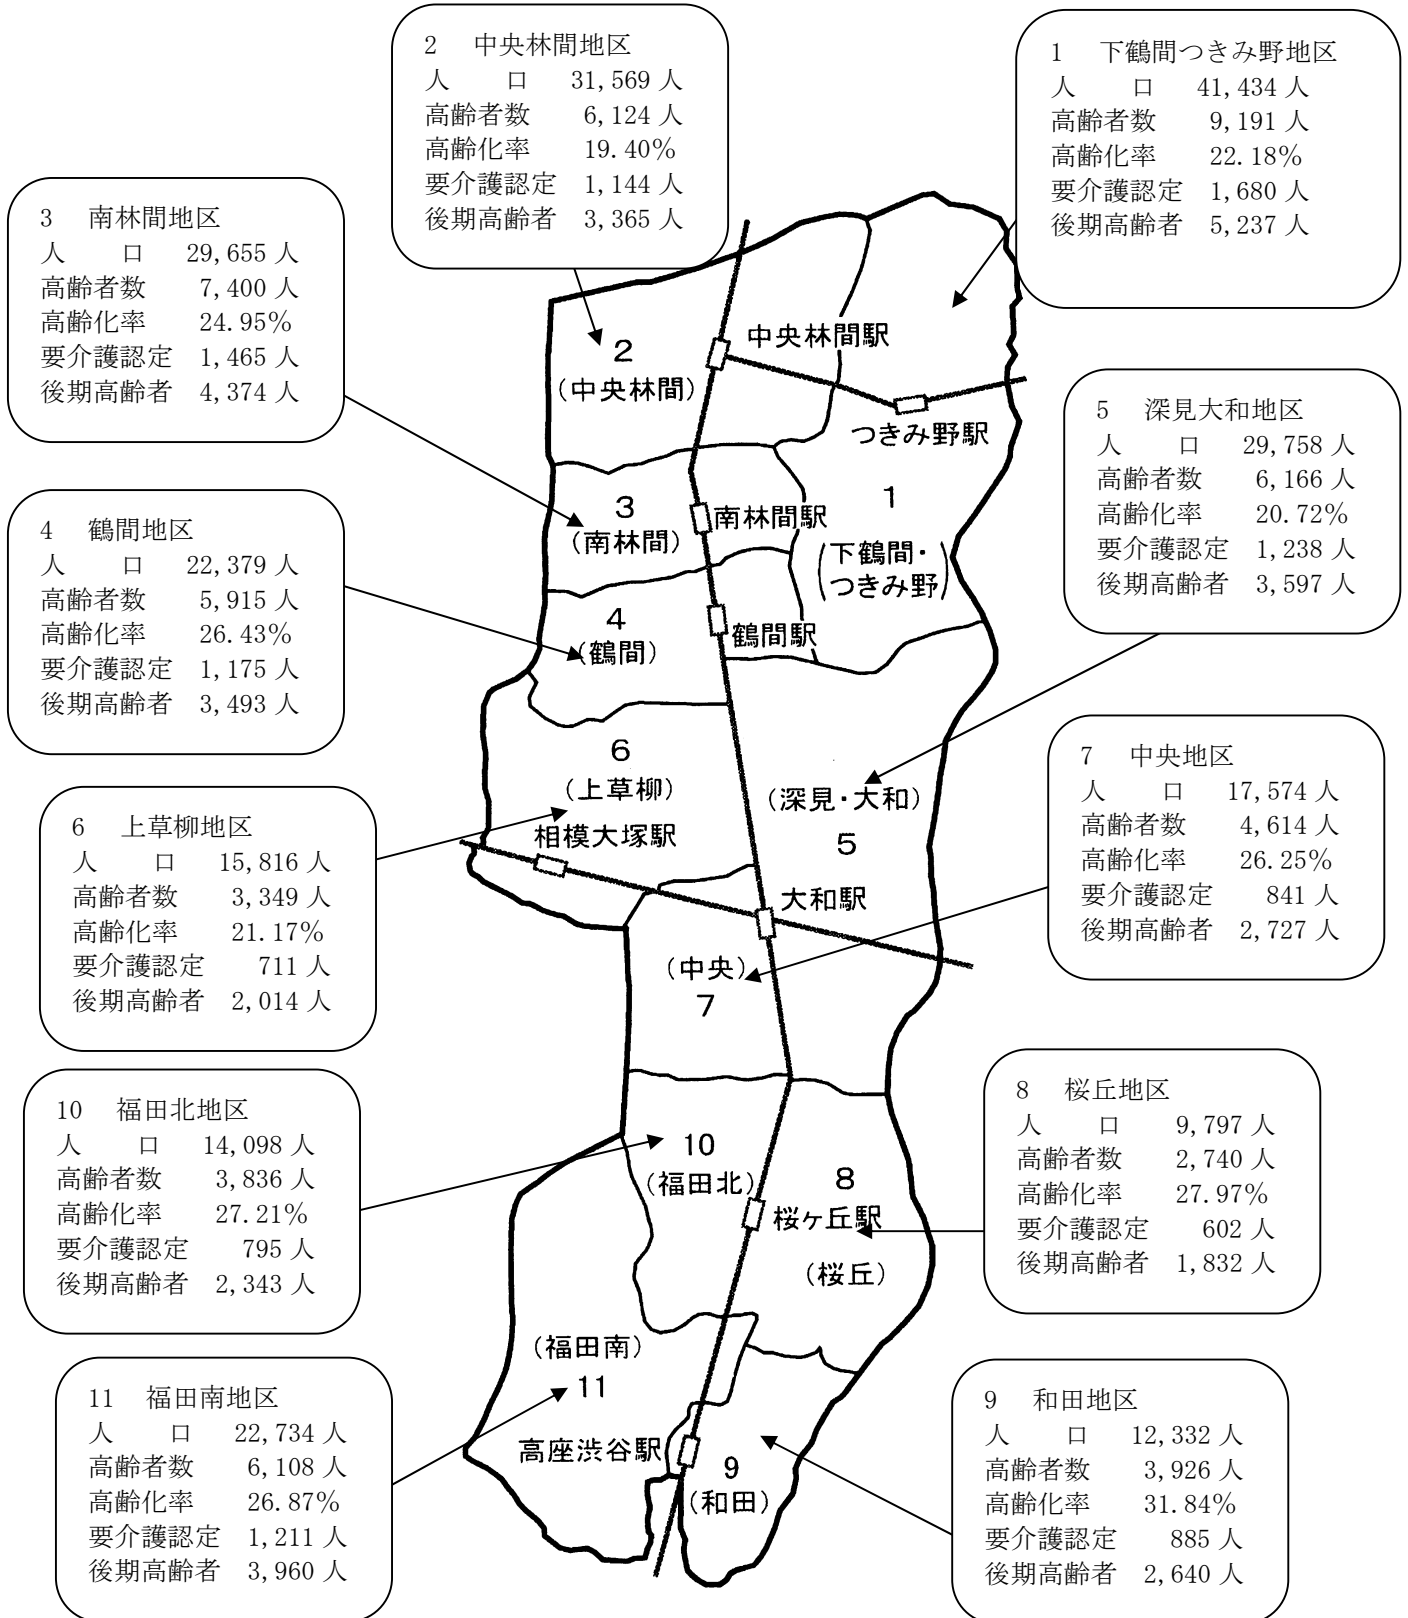 2 中央林間地区
人 口 31,569 人
高齢者数 6,124 人
高齢化率 19.40%
要介護認定 1,144 人
後期高齢者 3,365 人
1 下鶴間つきみ野地区
人 口 41,434 人
高齢者数 9,191 人
高齢化率 22.18%
要介護認定 1,680 人
後期高齢者 5,237 人
3 南林間地区
人 口 29,655 人
高齢者数 7,400 人
高齢化率 24.95%
要介護認定 1,465 人
後期高齢者 4,374 人
4 鶴間地区
人 口 22,379 人
高齢者数 5,915 人
高齢化率 26.43%
要介護認定 1,175 人
後期高齢者 3,493 人
5 深見大和地区
人 口 29,758 人
高齢者数 6,166 人
高齢化率 20.72%
要介護認定 1,238 人
後期高齢者 3,597 人
6 上草柳地区
人 口 15,816 人
高齢者数 3,349 人
高齢化率 21.17%
要介護認定 711 人
後期高齢者 2,014 人
7 中央地区
人 口 17,574 人
高齢者数 4,614 人
高齢化率 26.25%
要介護認定 841 人
後期高齢者 2,727 人
10 福田北地区
人 口 14,098 人
高齢者数 3,836 人
高齢化率 27.21%
要介護認定 795 人
後期高齢者 2,343 人
8 桜丘地区
人 口 9,797 人
高齢者数 2,740 人
高齢化率 27.97%
要介護認定 602 人
後期高齢者 1,832 人
11 福田南地区
人 口 22,734 人
高齢者数 6,108 人
高齢化率 26.87%
要介護認定 1,211 人
後期高齢者 3,960 人
9 和田地区
人 口 12,332 人
高齢者数 3,926 人
高齢化率 31.84%
要介護認定 885 人
後期高齢者 2,640 人
中央林間駅
2
(中央林間)
つきみ野駅
1
(下鶴間・
つきみ野)
3
(南林間)
南林間駅
4
(鶴間)
鶴間駅
6
(上草柳)
相模大塚駅
(深見・大和)
5
大和駅
(中央)
7
10
(福田北)
8
桜ヶ丘駅
(桜丘)
(福田南)
11
高座渋谷駅
9
(和田)